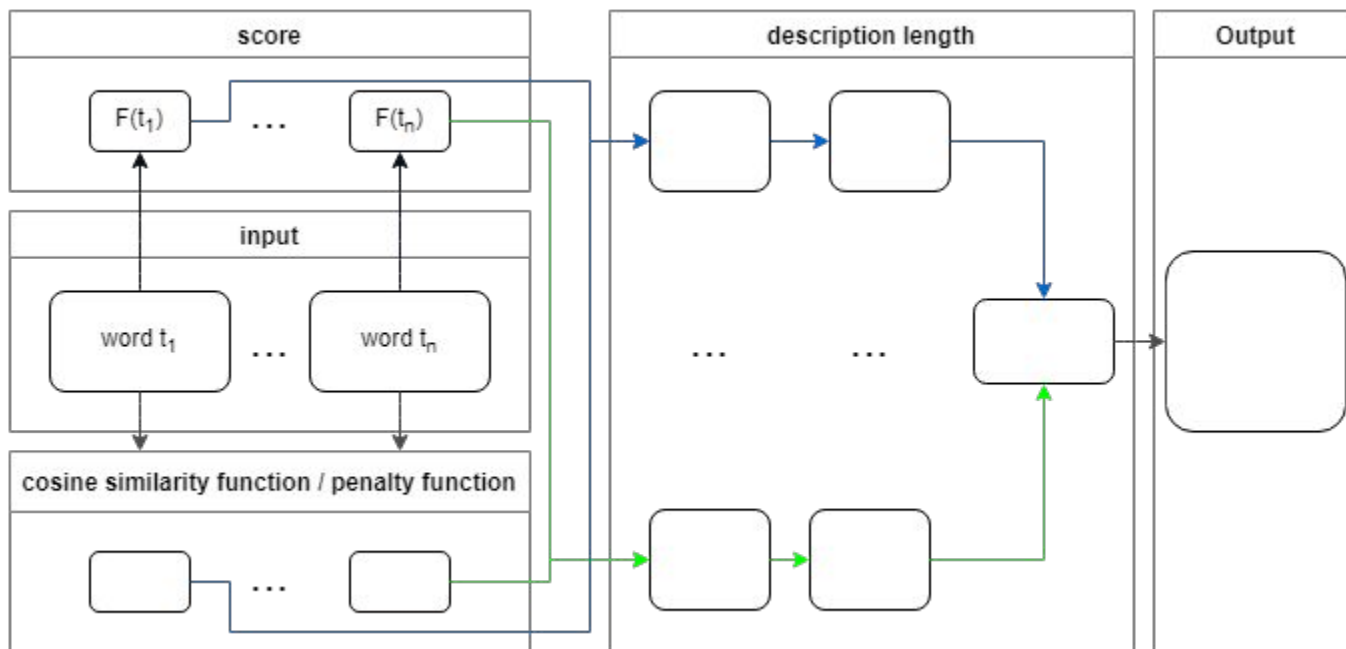 score
description length
Output
F(t1)
...
F(tn)
input
word t1
...
word tn
...
...
cosine similarity function / penalty function
...